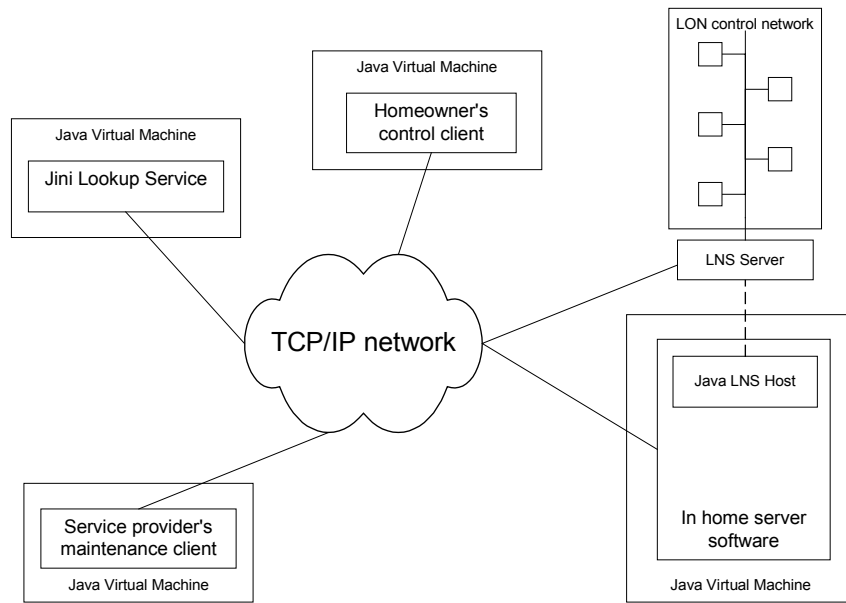 LON control network
Java Virtual Machine
Homeowner's
control client
Java Virtual Machine
Jini Lookup Service
LNS Server
TCP/IP network
Java LNS Host
In home server
software
Java Virtual Machine
Service provider's
maintenance client
Java Virtual Machine